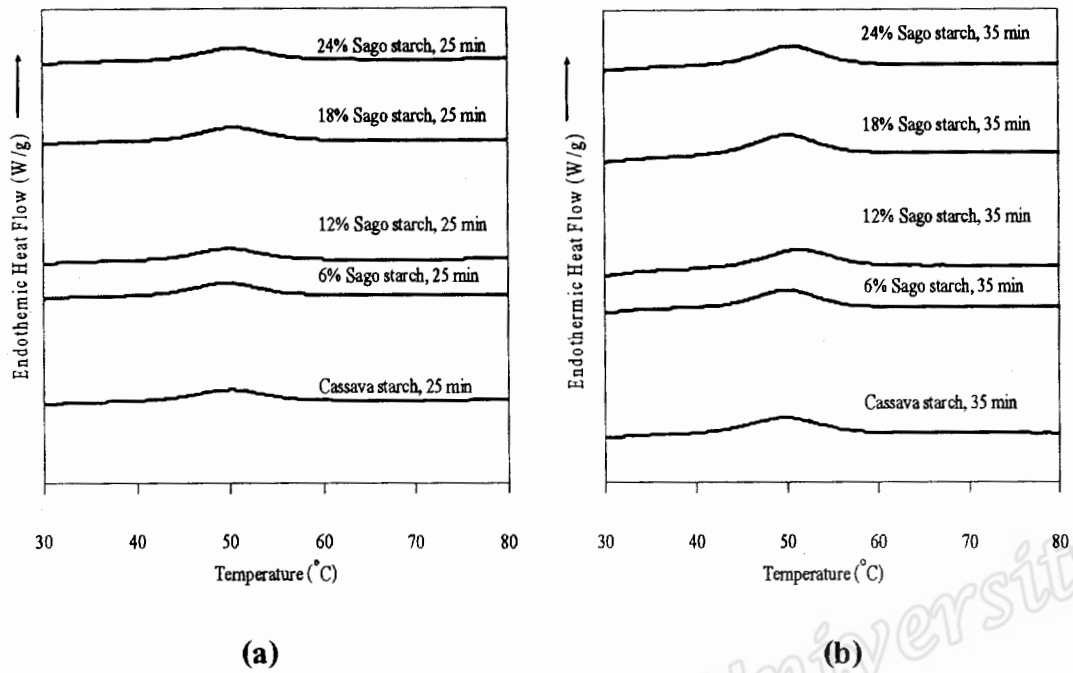 Endothemic Heat Flow (W/g)
24% Sago starch, 25 min
18% Sago starch, 25 min
12% Sago starch, 25 min
6% Sago starch, 25 min
Cassava starch, 25 min
30 40 50 60 70 80
Temperature (°C)
(a)
Endothermic Heat Flow (W/g)
24% Sago starch, 35 min
18% Sago starch, 35 min
12% Sago starch, 35 min
6% Sago starch, 35 min
Cassava starch, 35 min
30 40 50 60 70 80
Temperature (°C)
(b)